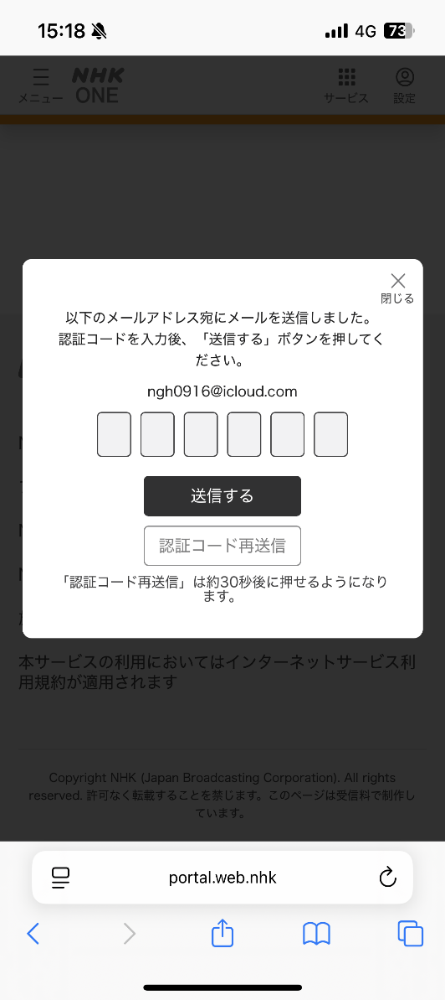 15:18
4G 73
NHK
ONE
メニュー
サービス
設定
閉じる
以下のメールアドレス宛にメールを送信しました。
認証コードを入力後、「送信する」ボタンを押してく
ださい。
ngh0916@icloud.com
送信する
認証コード再送信
「認証コード再送信」は約30秒後に押せるようになり
ます。
本サービスの利用においてはインターネットサービス利
用規約が適用されます
Copyright NHK (Japan Broadcasting Corporation). All rights
reserved. 許可なく転載することを禁じます。このページは受信料で制作し
ています。
portal.web.nhk